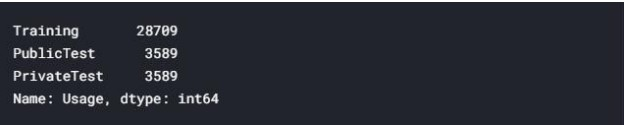 Training 28709
PublicTest 3589
PrivateTest 3589
Name: Usage, dtype: int64